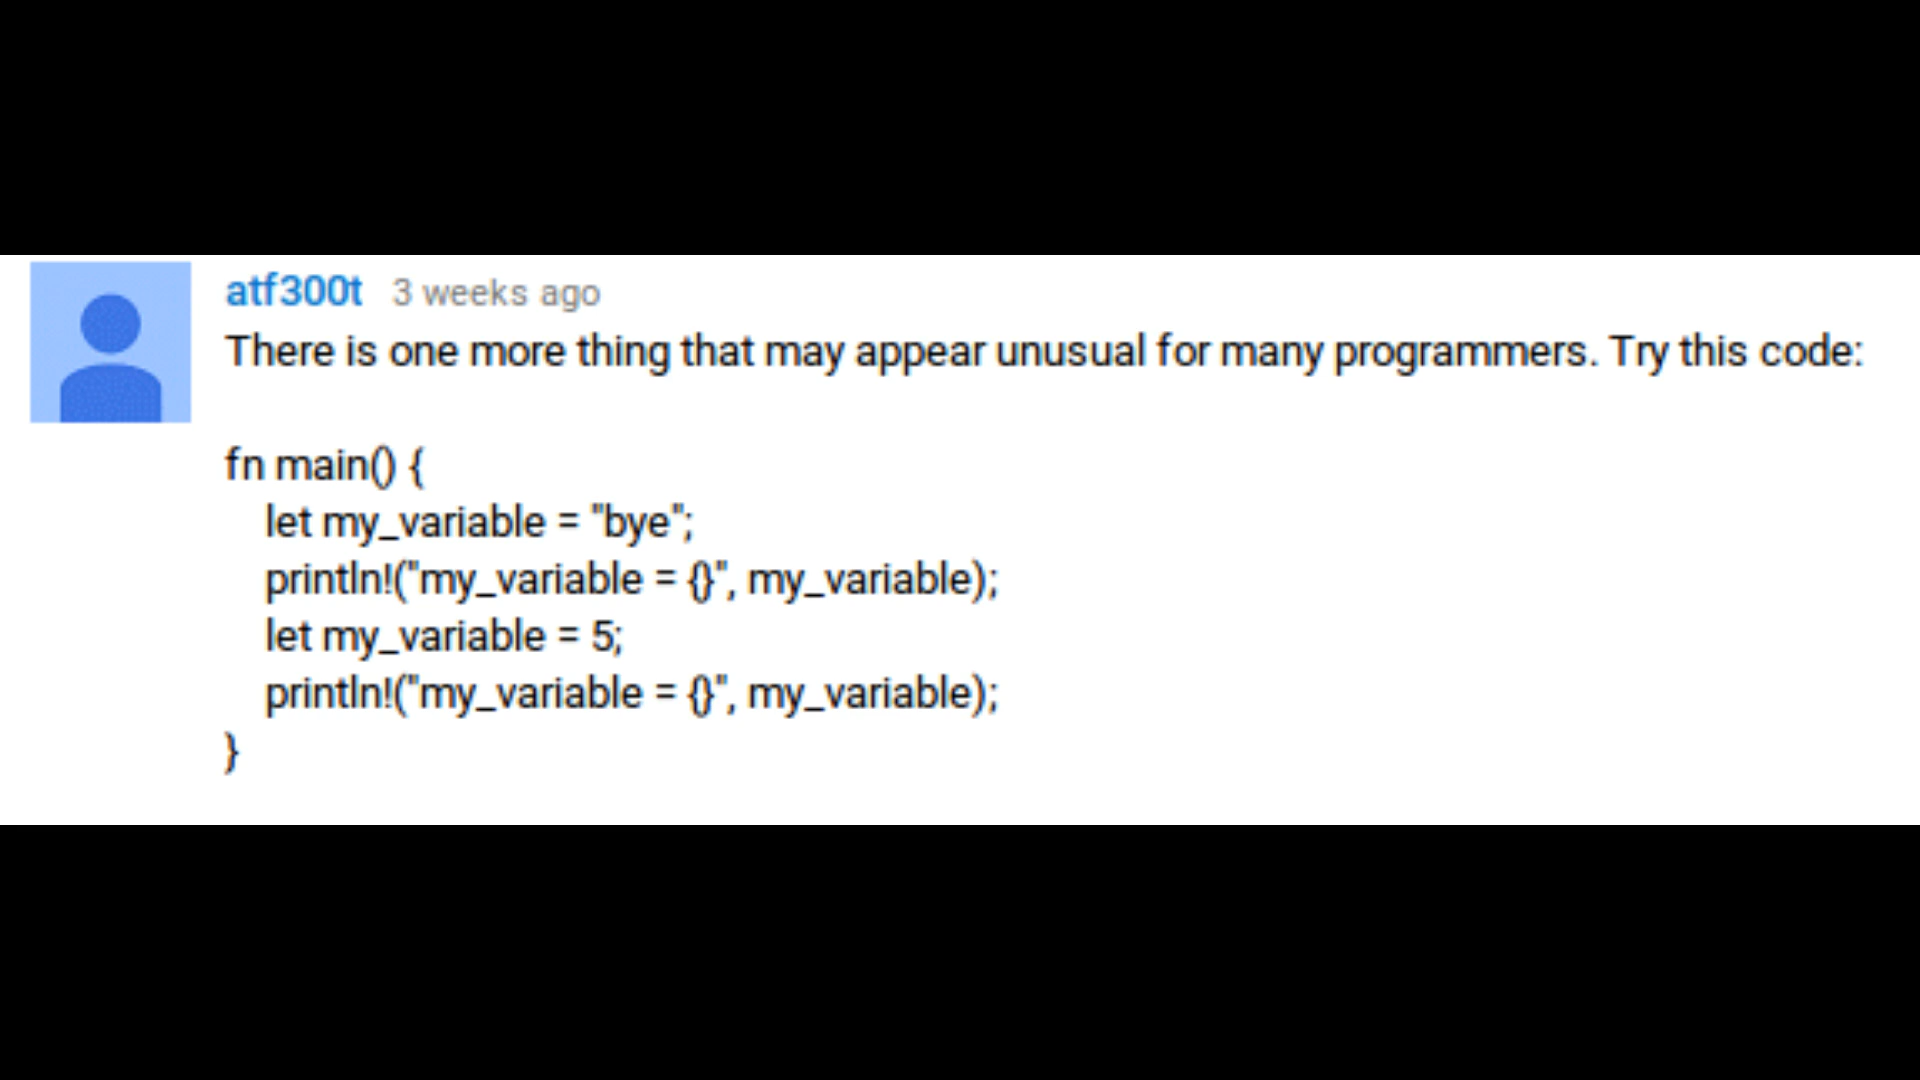 atf300t 3 weeks ago
There is one more thing that may appear unusual for many programmers. Try this code:
fn main() {
let my_variable = "bye";
println!("my_variable = {}", my_variable);
let my_variable = 5;
println!("my_variable = {}", my_variable);
}